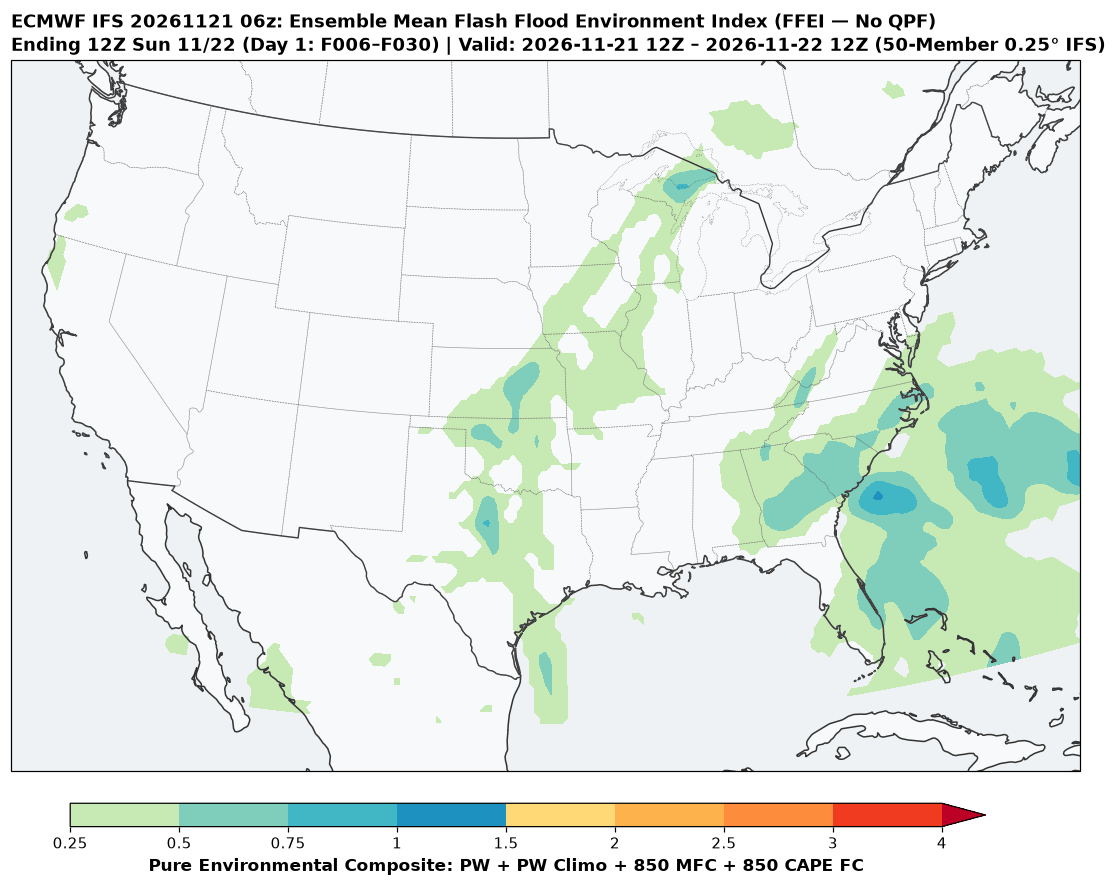 ECMWF IFS 20261121 06z: Ensemble Mean Flash Flood Environment Index (FFEI — No QPF)
Ending 12Z Sun 11/22 (Day 1: F006–F030) | Valid: 2026-11-21 12Z – 2026-11-22 12Z (50-Member 0.25° IFS)
0.25 0.5 0.75 1 1.5 2 2.5 3 4
Pure Environmental Composite: PW + PW Climo + 850 MFC + 850 CAPE FC